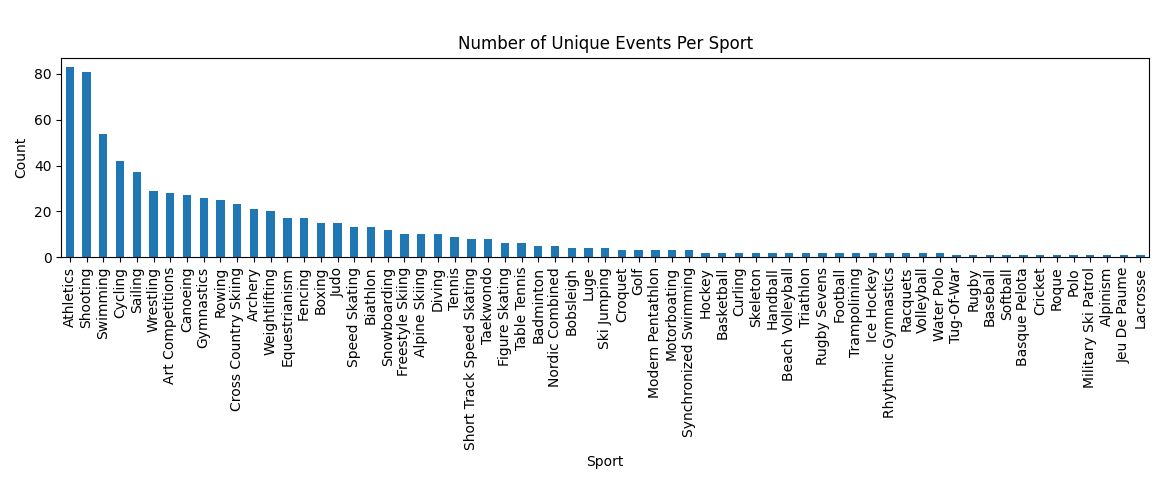 Number of Unique Events Per Sport
Count
80
60
40
20
0
Athletics
Shooting
Swimming
Cycling
Sailing
Wrestling
Art Competitions
Canoeing
Gymnastics
Rowing
Cross Country Skiing
Archery
Weightlifting
Equestrianism
Fencing
Boxing
Judo
Speed Skating
Biathlon
Snowboarding
Freestyle Skiing
Alpine Skiing
Diving
Tennis
Short Track Speed Skating
Taekwondo
Figure Skating
Table Tennis
Badminton
Nordic Combined
Bobsleigh
Luge
Ski Jumping
Croquet
Golf
Modern Pentathlon
Motorboating
Synchronized Swimming
Hockey
Basketball
Curling
Skeleton
Handball
Beach Volleyball
Triathlon
Rugby Sevens
Football
Trampolining
Ice Hockey
Rhythmic Gymnastics
Racquets
Volleyball
Water Polo
Tug-Of-War
Rugby
Baseball
Softball
Basque Pelota
Cricket
Roque
Polo
Military Ski Patrol
Alpinism
Jeu De Paume
Lacrosse
Sport